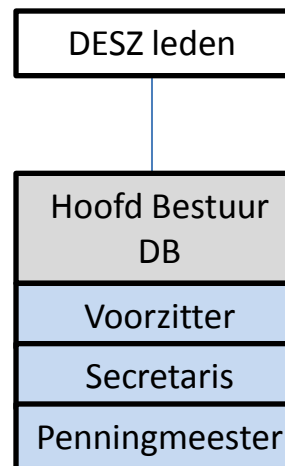 DESZ leden
Hoofd Bestuur
DB
Voorzitter
Secretaris
Penningmeester